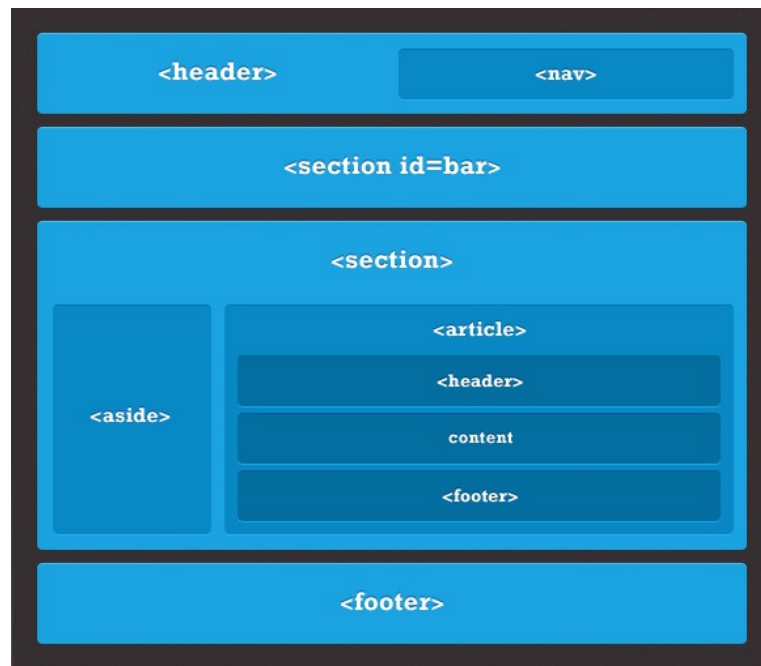 <header>
<nav>
<section id=bar>
<section>
<article>
<header>
<aside>
content
<footer>
<footer>